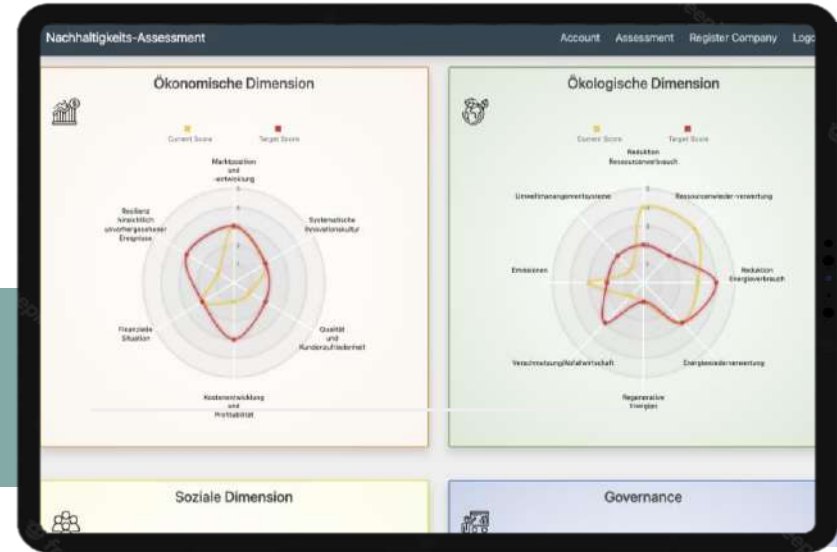 Nachhaltigkeits-Assessment
Account Assessment Register Company Logo
Ökonomische Dimension
Current Score Target Score
Marktposition
und
-entwicklung
Systematische
Innovationskultur
Qualität
und
Kundenzufriedenheit
Kostenentwicklung
und
Profitabilität
Finanzielle
Situation
Resilienz
hinsichtlich
unvorhergesehener
Ereignisse
Ökologische Dimension
Current Score Target Score
Reduktion
Ressourcenverbrauch
Ressourcenwieder-verwertung
Reduktion
Energieverbrauch
Energiewiederverwertung
Regenerative
Energien
Verschmutzung/Abfallwirtschaft
Emissionen
Umweltmanangementsysteme
Soziale Dimension
Governance